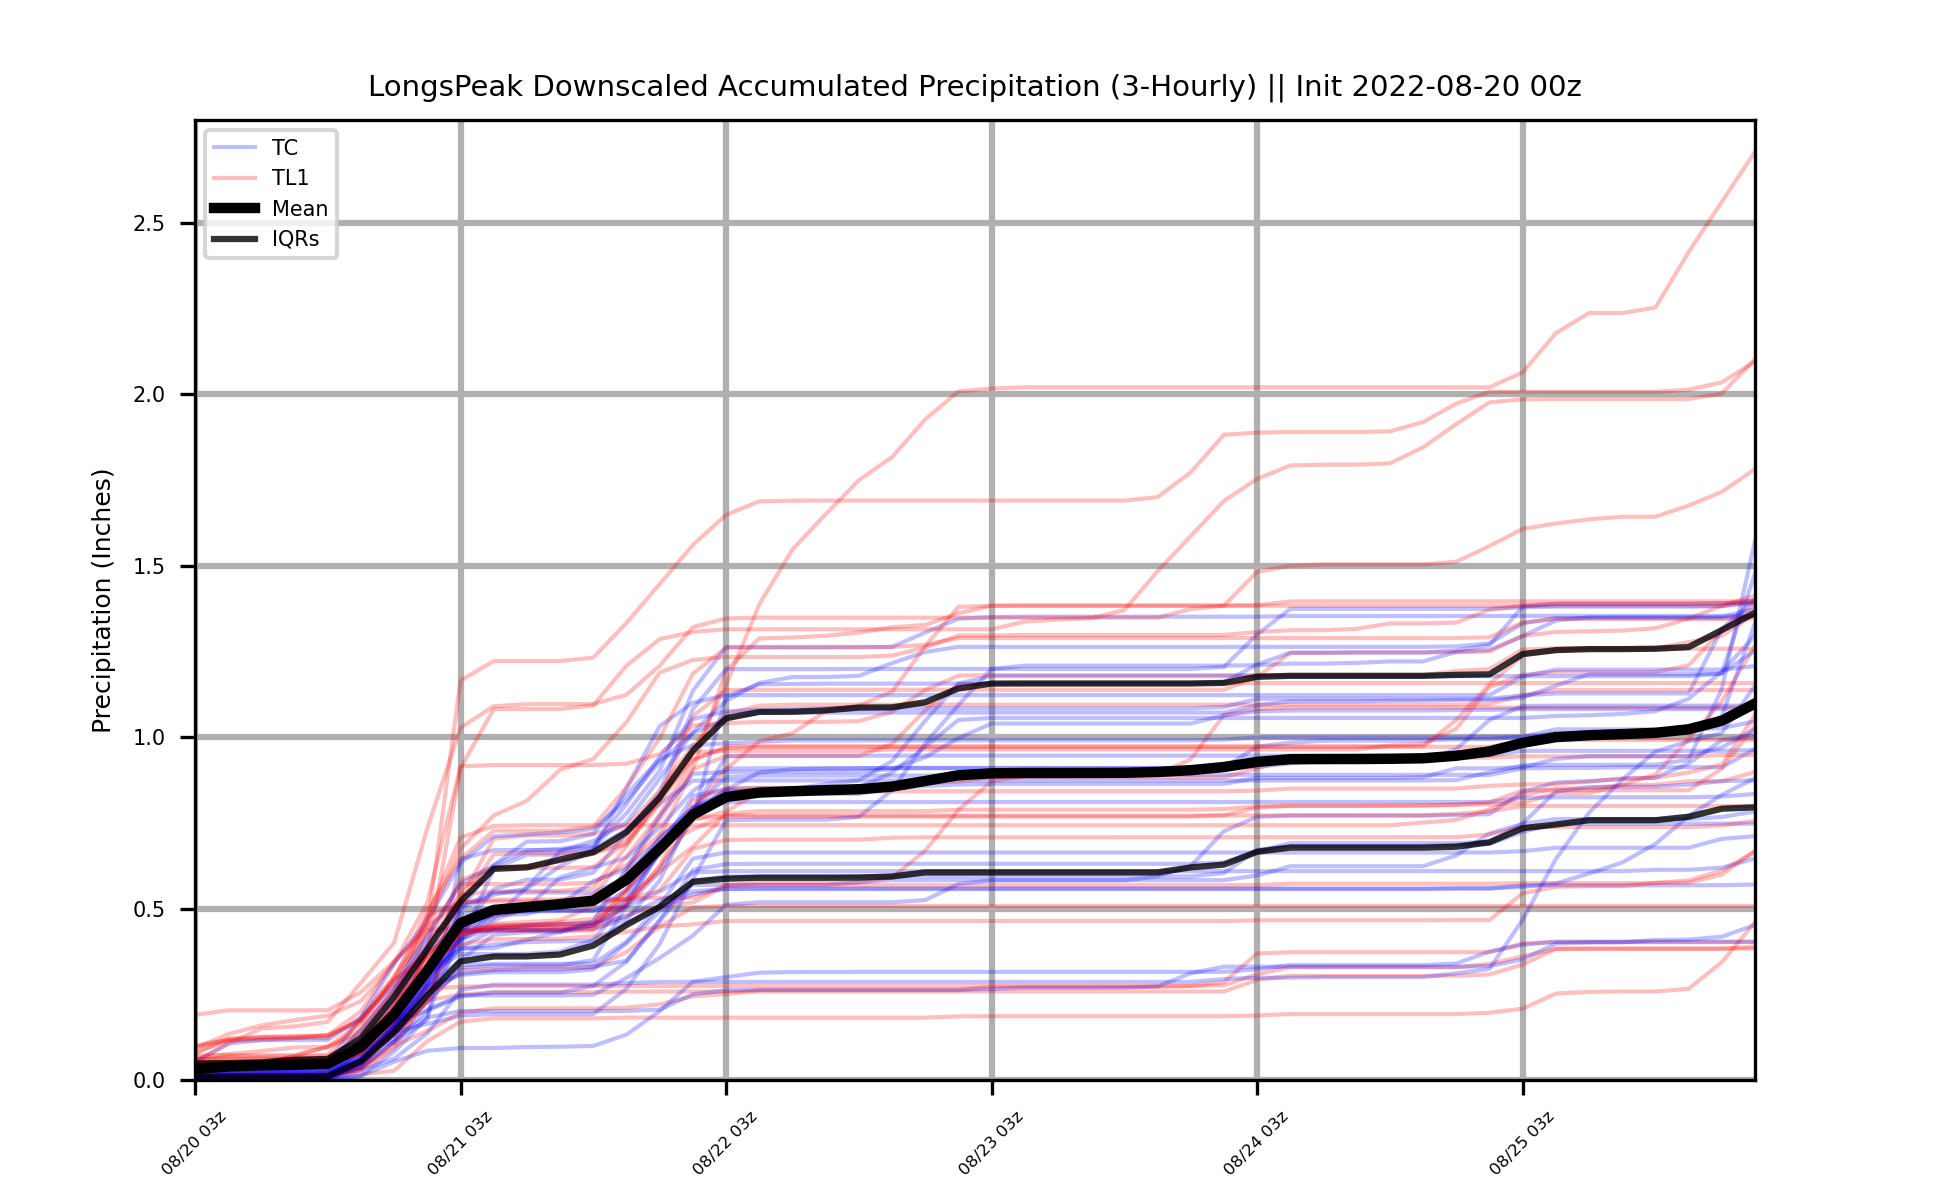 LongsPeak Downscaled Accumulated Precipitation (3-Hourly) || Init 2022-08-20 00z
TC
TL1
Mean
IQRs
Precipitation (Inches)
2.5
2.0
1.5
1.0
0.5
0.0
08/20 03z
08/21 03z
08/22 03z
08/23 03z
08/24 03z
08/25 03z